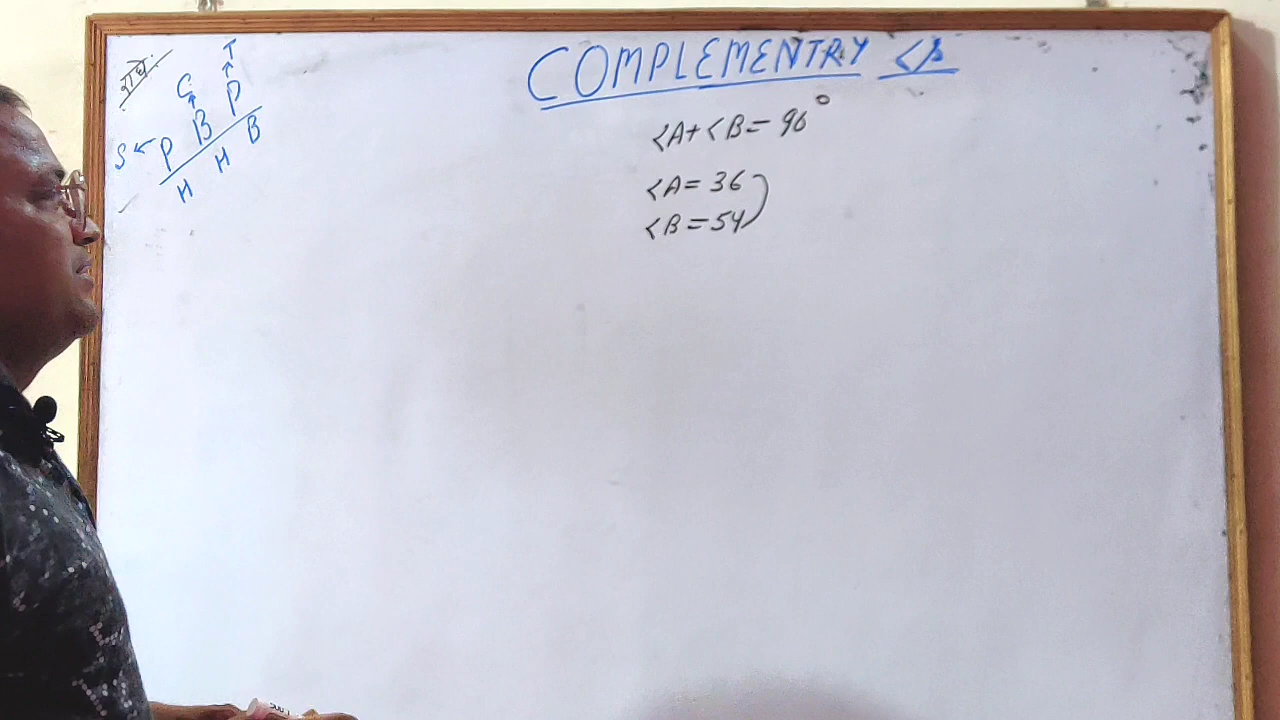 राधे
COMPLEMENTRY <s
<A+<B=90°
<A=36
<B=54
T
C ↑
↑ P
S ← P B B
H H